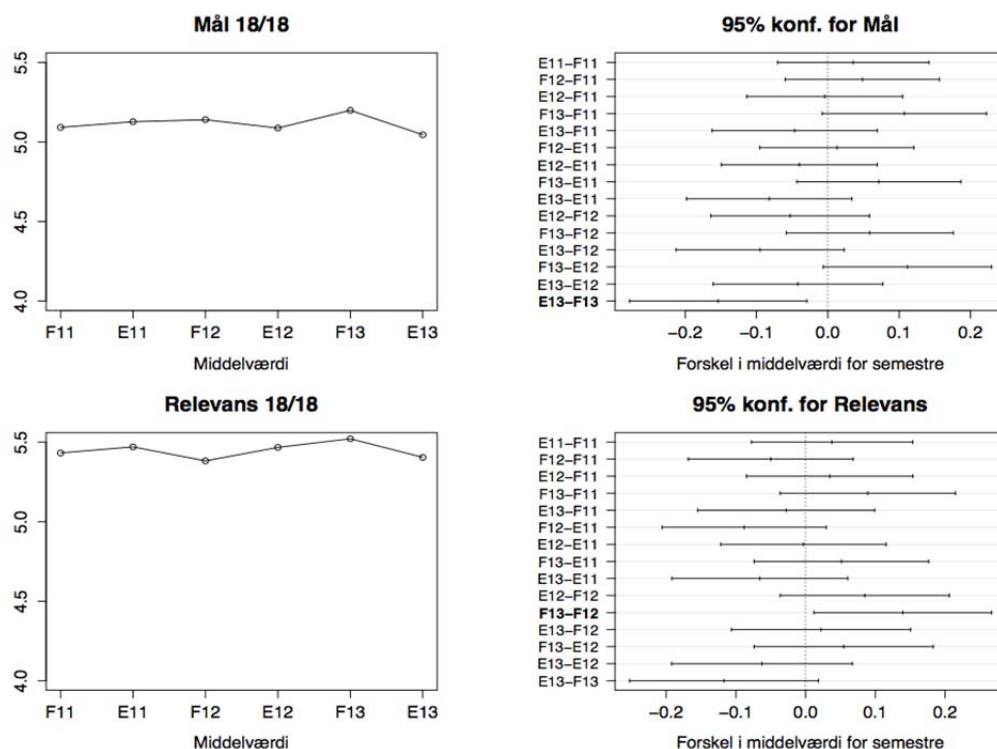 Mål 18/18
5.5
5.0
4.5
4.0
F11 E11 F12 E12 F13 E13
Middelværdi
95% konf. for Mål
E11−F11
F12−F11
E12−F11
F13−F11
E13−F11
F12−E11
E12−E11
F13−E11
E13−E11
E12−F12
F13−F12
E13−F12
F13−E12
E13−E12
E13−F13
−0.2 −0.1 0.0 0.1 0.2
Forskel i middelværdi for semestre
Relevans 18/18
5.5
5.0
4.5
4.0
F11 E11 F12 E12 F13 E13
Middelværdi
95% konf. for Relevans
E11−F11
F12−F11
E12−F11
F13−F11
E13−F11
F12−E11
E12−E11
F13−E11
E13−E11
E12−F12
F13−F12
E13−F12
F13−E12
E13−E12
E13−F13
−0.2 −0.1 0.0 0.1 0.2
Forskel i middelværdi for semestre